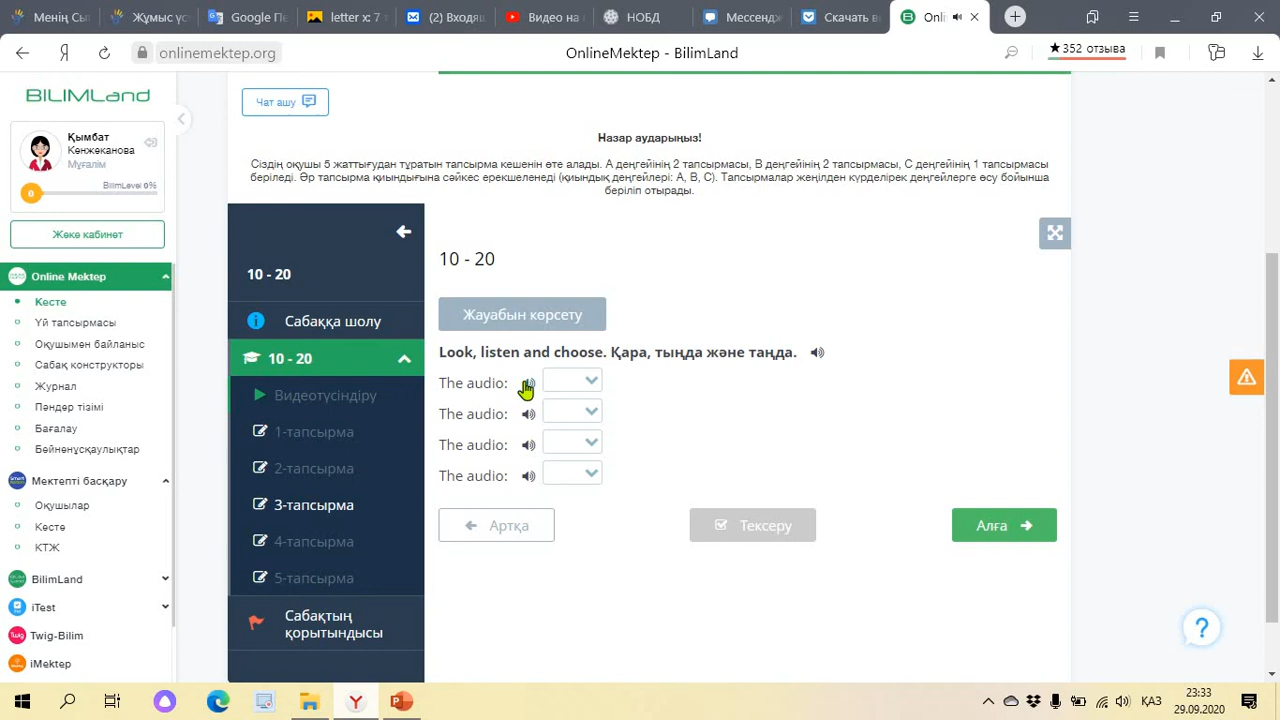 Менің Сы
Жұмыс үс
Google Пе
letter x: 7 т
(2) Входящ
Видео на
НОБД
Мессендж
Скачать в
Onli
onlinemektep.org
OnlineMektep - BilimLand
★352 отзыва
BILIMLand
Қымбат
Кенжеканова
Мұғалім
0
BilimLevel 0%
Жеке кабинет
Online Mektep
Кесте
Үй тапсырмасы
Оқушымен байланыс
Сабақ конструкторы
Журнал
Пәндер тізімі
Бағалау
Бейненұсқаулықтар
Мектепті басқару
Оқушылар
Кесте
КТЖ
BilimLand
iTest
Twig-Bilim
iMektep
Чат ашу
Назар аударыңыз!
Сіздің оқушы 5 жаттығудан тұратын тапсырма кешенін өте алады. А деңгейінің 2 тапсырмасы, В деңгейінің 2 тапсырмасы, С деңгейінің 1 тапсырмасы
беріледі. Әр тапсырма қиындығына сәйкес ерекшеленеді (қиындық деңгейлері: А, В, С). Тапсырмалар жеңілден күрделірек деңгейлерге өсу бойынша
беріліп отырады.
10 - 20
Сабаққа шолу
10 - 20
Видеотүсіндіру
1-тапсырма
2-тапсырма
3-тапсырма
4-тапсырма
5-тапсырма
Сабақтың
қорытындысы
10 - 20
Жауабын көрсету
Look, listen and choose. Қара, тыңда және таңда.
The audio:
The audio:
The audio:
The audio:
Артқа
Тексеру
Алға
?
ҚАЗ
23:33
29.09.2020